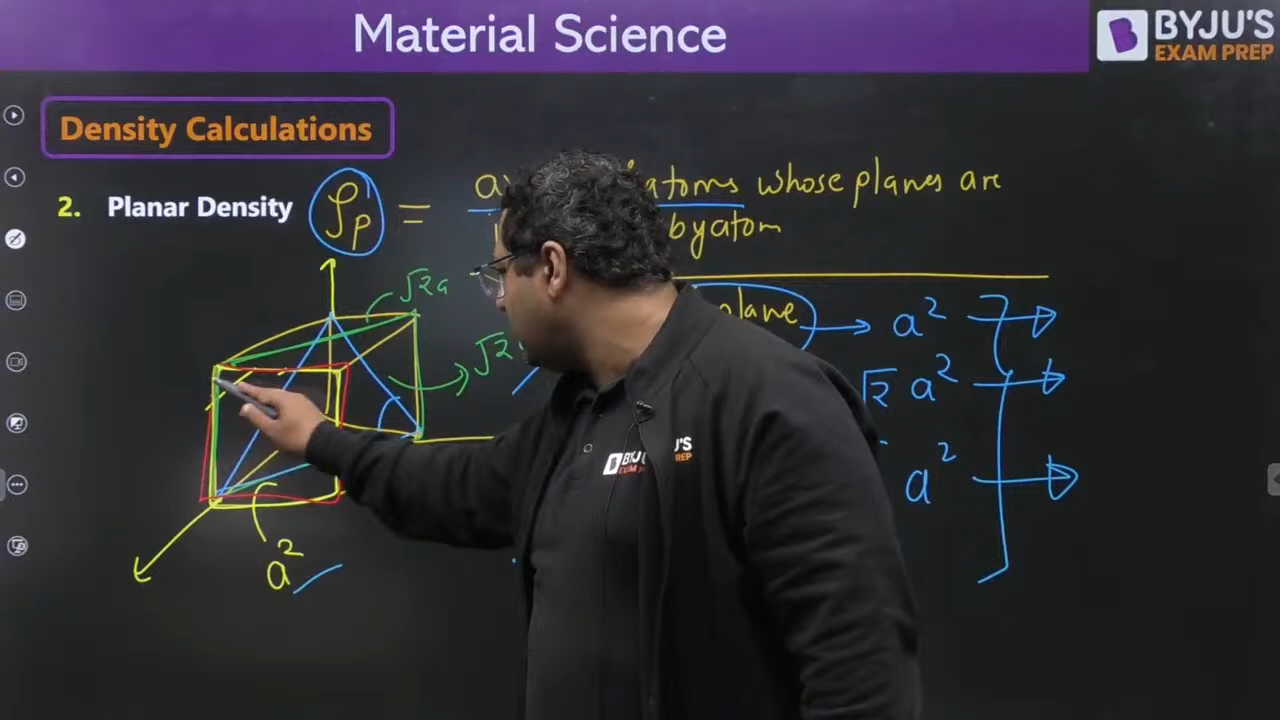 Material Science
BYJU'S
EXAM PREP
Density Calculations
2. Planar Density ρp = atoms whose planes are
by atom
√2a
plane → a²
√2
√2 a²
a²
a²
BYJU'S
EXAM PREP